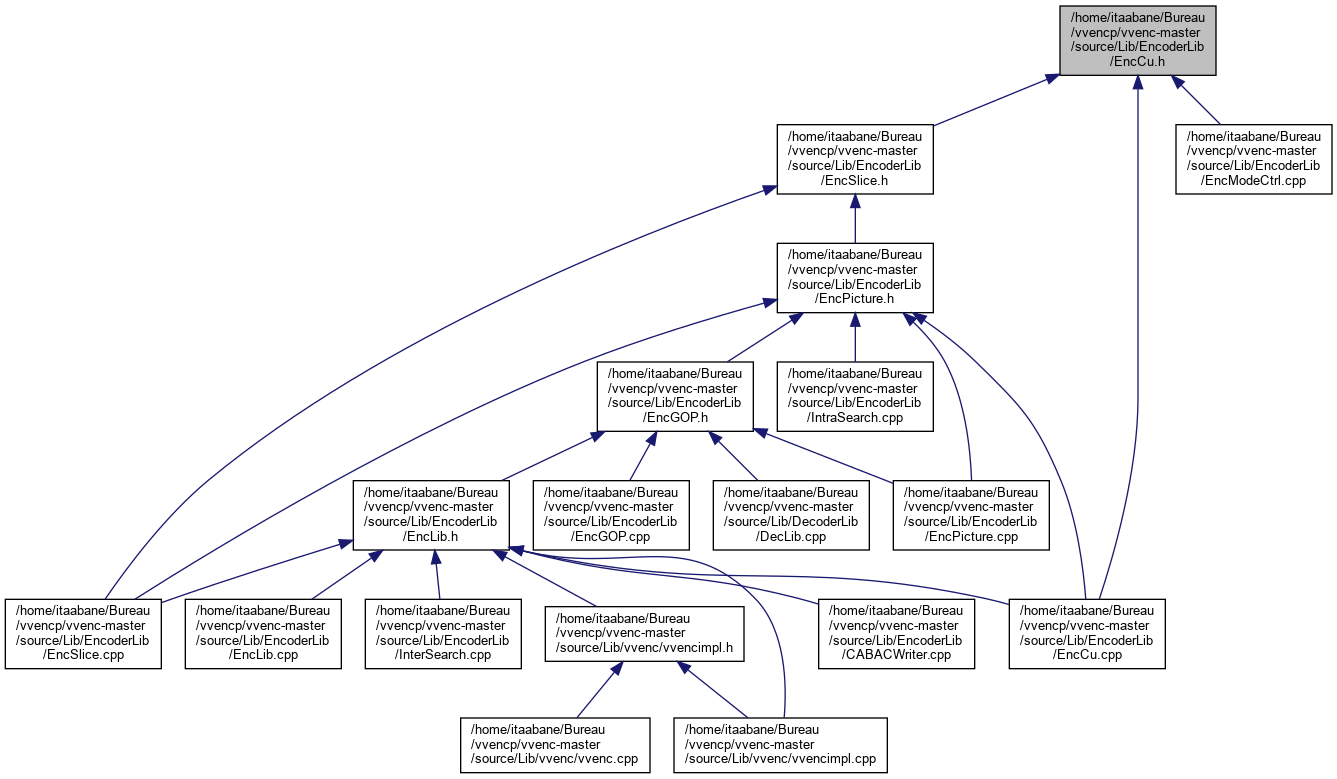 /home/itaabane/Bureau
/vvencp/vvenc-master
/source/Lib/EncoderLib
/EncCu.h
/home/itaabane/Bureau
/vvencp/vvenc-master
/source/Lib/EncoderLib
/EncSlice.h
/home/itaabane/Bureau
/vvencp/vvenc-master
/source/Lib/EncoderLib
/EncModeCtrl.cpp
/home/itaabane/Bureau
/vvencp/vvenc-master
/source/Lib/EncoderLib
/EncPicture.h
/home/itaabane/Bureau
/vvencp/vvenc-master
/source/Lib/EncoderLib
/EncGOP.h
/home/itaabane/Bureau
/vvencp/vvenc-master
/source/Lib/EncoderLib
/IntraSearch.cpp
/home/itaabane/Bureau
/vvencp/vvenc-master
/source/Lib/EncoderLib
/EncLib.h
/home/itaabane/Bureau
/vvencp/vvenc-master
/source/Lib/EncoderLib
/EncGOP.cpp
/home/itaabane/Bureau
/vvencp/vvenc-master
/source/Lib/DecoderLib
/DecLib.cpp
/home/itaabane/Bureau
/vvencp/vvenc-master
/source/Lib/EncoderLib
/EncPicture.cpp
/home/itaabane/Bureau
/vvencp/vvenc-master
/source/Lib/EncoderLib
/EncSlice.cpp
/home/itaabane/Bureau
/vvencp/vvenc-master
/source/Lib/EncoderLib
/EncLib.cpp
/home/itaabane/Bureau
/vvencp/vvenc-master
/source/Lib/EncoderLib
/InterSearch.cpp
/home/itaabane/Bureau
/vvencp/vvenc-master
/source/Lib/vvenc/vvencimpl.h
/home/itaabane/Bureau
/vvencp/vvenc-master
/source/Lib/EncoderLib
/CABACWriter.cpp
/home/itaabane/Bureau
/vvencp/vvenc-master
/source/Lib/EncoderLib
/EncCu.cpp
/home/itaabane/Bureau
/vvencp/vvenc-master
/source/Lib/vvenc/vvenc.cpp
/home/itaabane/Bureau
/vvencp/vvenc-master
/source/Lib/vvenc/vvencimpl.cpp